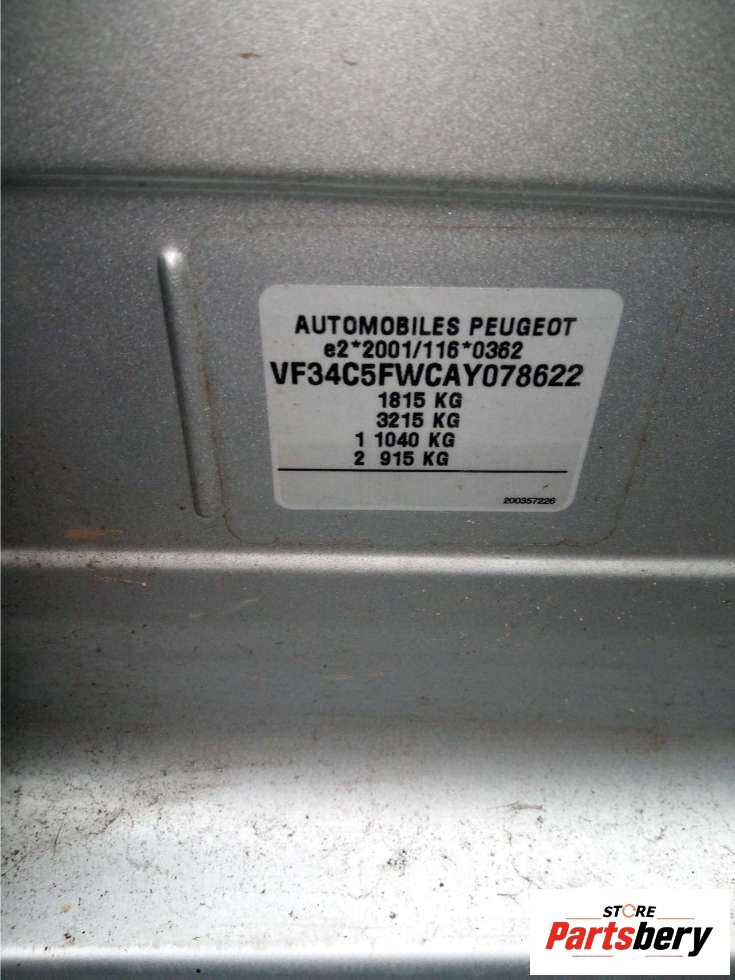 AUTOMOBILES PEUGEOT
e2*2001/116*0362
VF34C5FWCAY078622
1815 KG
3215 KG
1 1040 KG
2 915 KG
200357226
STORE
Partsbery